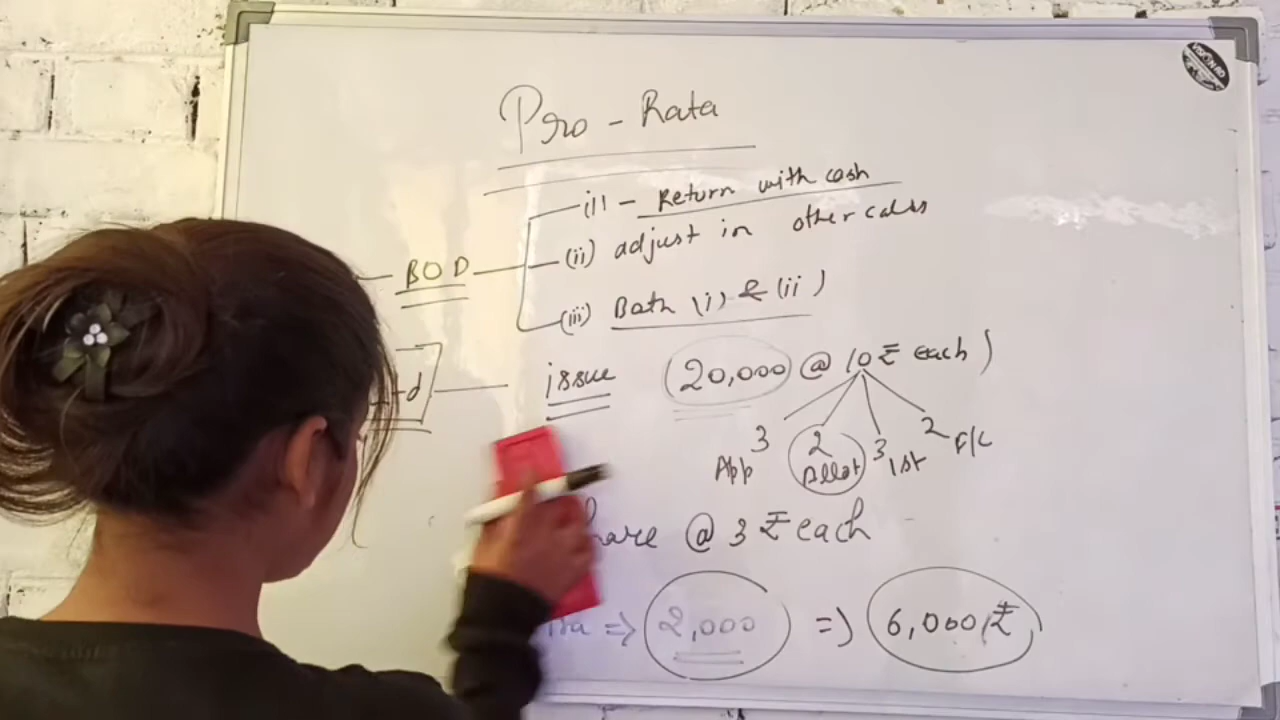 Pro - Rata
BOD
i) - Return with cash
(ii) adjust in other calls
(iii) Both (i) & (ii)
issue 20,000 @ 10₹ each)
App 3 2 Allot 3 1st 2 F/C
@ 3 ₹ each
=> 2,000 => 6,000 ₹